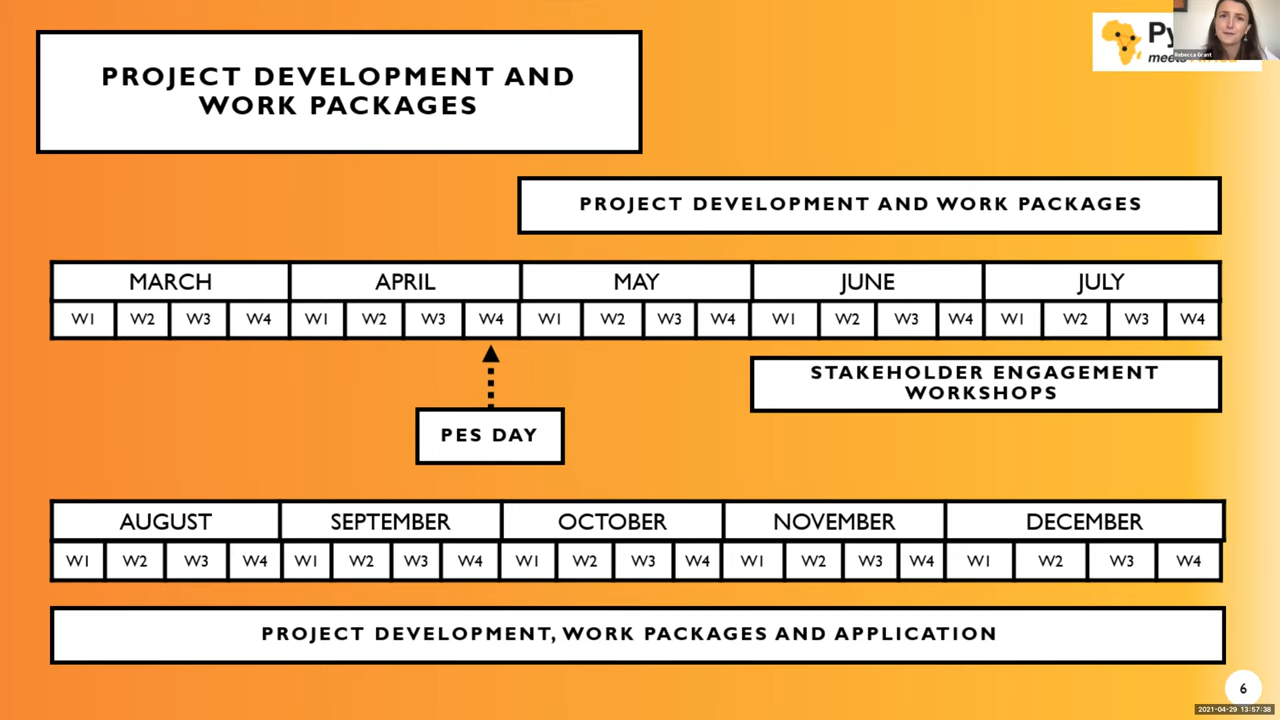 PROJECT DEVELOPMENT AND
WORK PACKAGES
Rebecca Grant
PROJECT DEVELOPMENT AND WORK PACKAGES
MARCH APRIL MAY JUNE JULY
W1 W2 W3 W4 W1 W2 W3 W4 W1 W2 W3 W4 W1 W2 W3 W4 W1 W2 W3 W4
STAKEHOLDER ENGAGEMENT
WORKSHOPS
PES DAY
AUGUST SEPTEMBER OCTOBER NOVEMBER DECEMBER
W1 W2 W3 W4 W1 W2 W3 W4 W1 W2 W3 W4 W1 W2 W3 W4 W1 W2 W3 W4
PROJECT DEVELOPMENT, WORK PACKAGES AND APPLICATION
6
2021-04-29 13:57:38